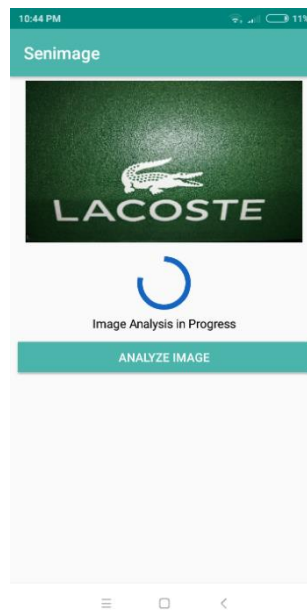 10:44 PM 11%
Senimage
LACOSTE
Image Analysis in Progress
ANALYZE IMAGE